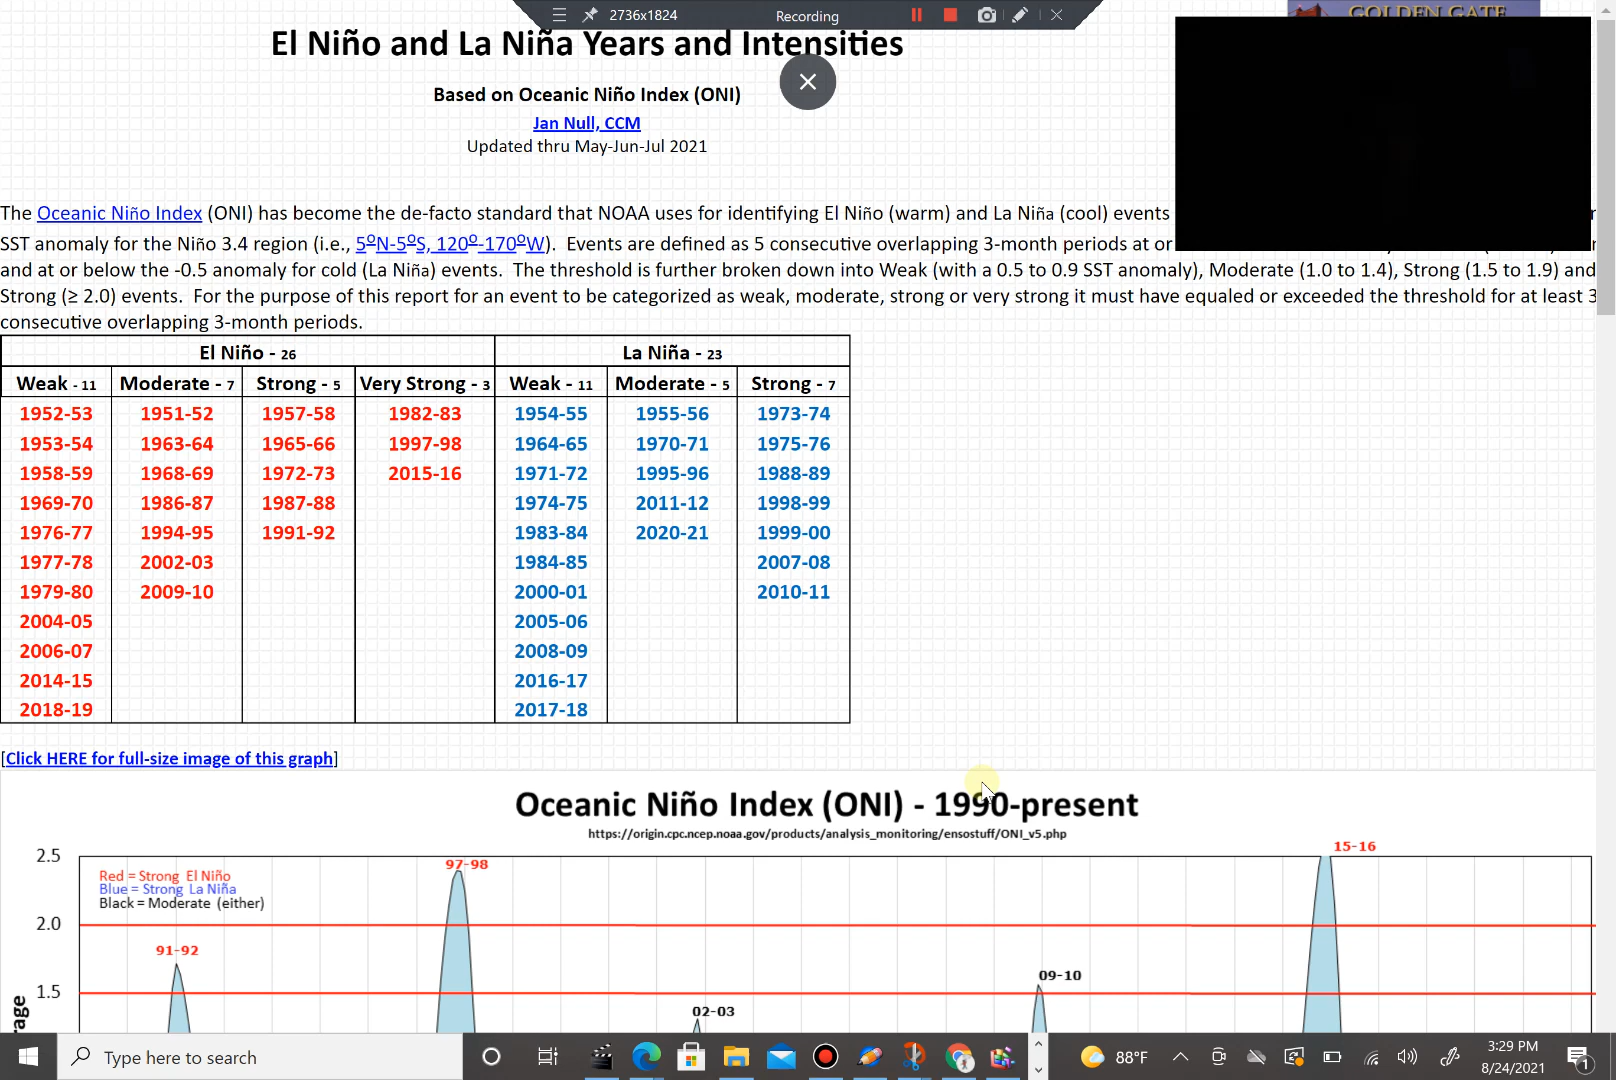 2736x1824
Recording
GOLDEN GATE
El Niño and La Niña Years and Intensities
Based on Oceanic Niño Index (ONI)
Jan Null, CCM
Updated thru May-Jun-Jul 2021
The Oceanic Niño Index (ONI) has become the de-facto standard that NOAA uses for identifying El Niño (warm) and La Niña (cool) events
SST anomaly for the Niño 3.4 region (i.e., 5ºN-5ºS, 120º-170ºW). Events are defined as 5 consecutive overlapping 3-month periods at or
and at or below the -0.5 anomaly for cold (La Niña) events. The threshold is further broken down into Weak (with a 0.5 to 0.9 SST anomaly), Moderate (1.0 to 1.4), Strong (1.5 to 1.9) and
Strong (≥ 2.0) events. For the purpose of this report for an event to be categorized as weak, moderate, strong or very strong it must have equaled or exceeded the threshold for at least 3
consecutive overlapping 3-month periods.
El Niño - 26 La Niña - 23
Weak - 11 Moderate - 7 Strong - 5 Very Strong - 3 Weak - 11 Moderate - 5 Strong - 7
1952-53 1951-52 1957-58 1982-83 1954-55 1955-56 1973-74
1953-54 1963-64 1965-66 1997-98 1964-65 1970-71 1975-76
1958-59 1968-69 1972-73 2015-16 1971-72 1995-96 1988-89
1969-70 1986-87 1987-88 1974-75 2011-12 1998-99
1976-77 1994-95 1991-92 1983-84 2020-21 1999-00
1977-78 2002-03 1984-85 2007-08
1979-80 2009-10 2000-01 2010-11
2004-05 2005-06
2006-07 2008-09
2014-15 2016-17
2018-19 2017-18
[Click HERE for full-size image of this graph]
Oceanic Niño Index (ONI) - 1990-present
https://origin.cpc.ncep.noaa.gov/products/analysis_monitoring/ensostuff/ONI_v5.php
2.5
97-98
15-16
Red = Strong El Niño
Blue = Strong La Niña
Black = Moderate (either)
2.0
91-92
09-10
1.5
02-03
rage
Type here to search
88°F
3:29 PM
8/24/2021
1